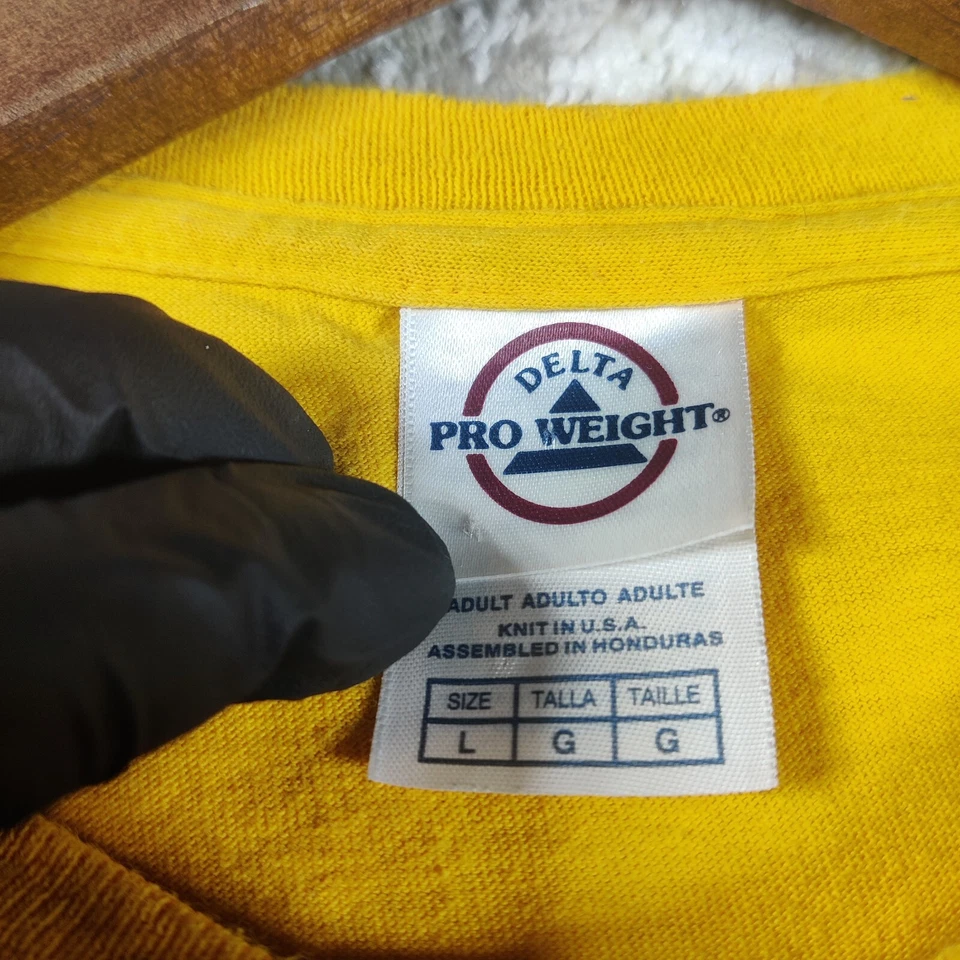 DELTA
PRO WEIGHT®
ADULT ADULTO ADULTE
KNIT IN U.S.A.
ASSEMBLED IN HONDURAS
SIZE TALLA TAILLE
L G G